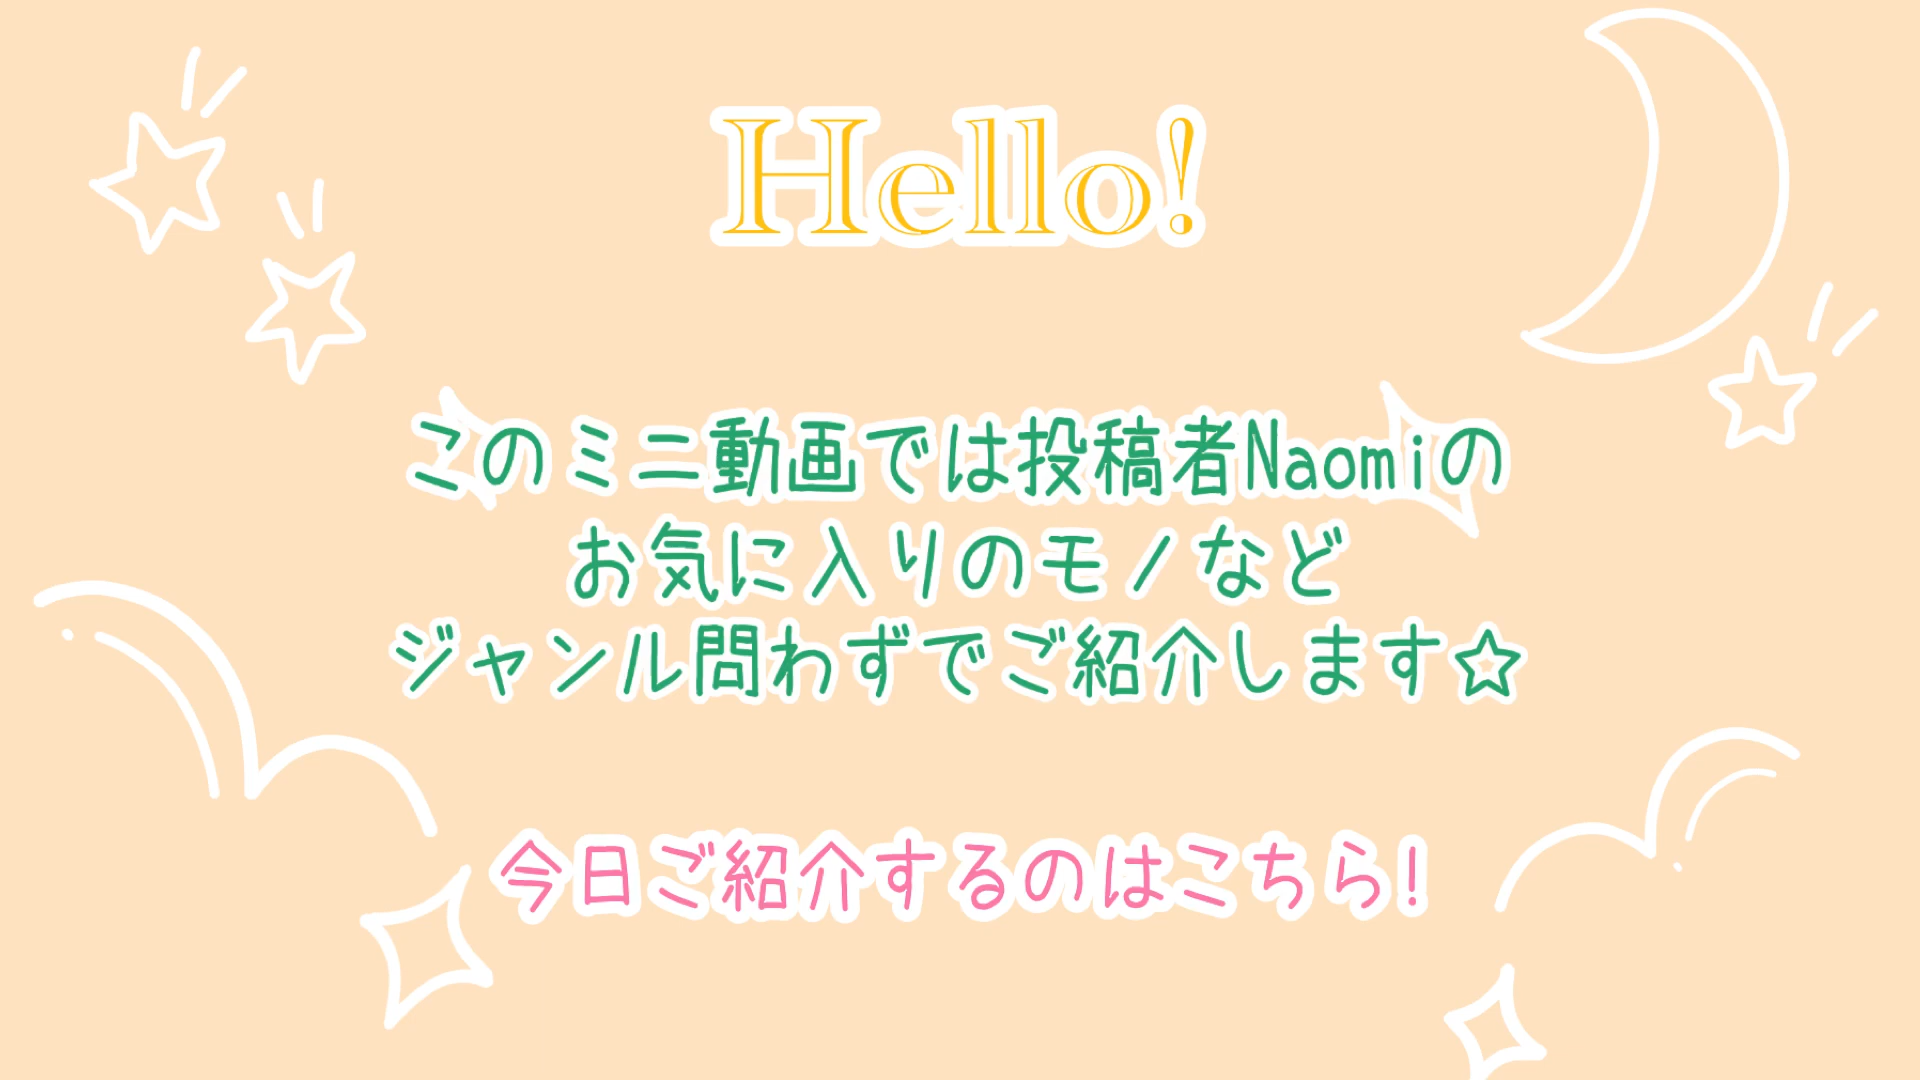 Hello!
このミニ動画では投稿者Naomiの
お気に入りのモノなど
ジャンル問わずでご紹介します☆
今日ご紹介するのはこちら!